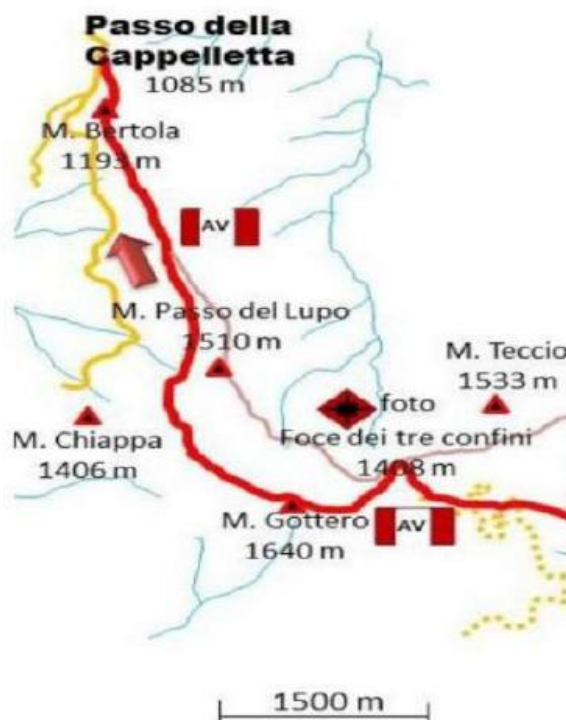 Passo della
Cappelletta
1085 m
M. Bertola
1193 m
AV
M. Passo del Lupo
1510 m
M. Teccio
1533 m
foto
M. Chiappa
1406 m
Foce dei tre confini
1408 m
M. Gottero
1640 m
AV
1500 m